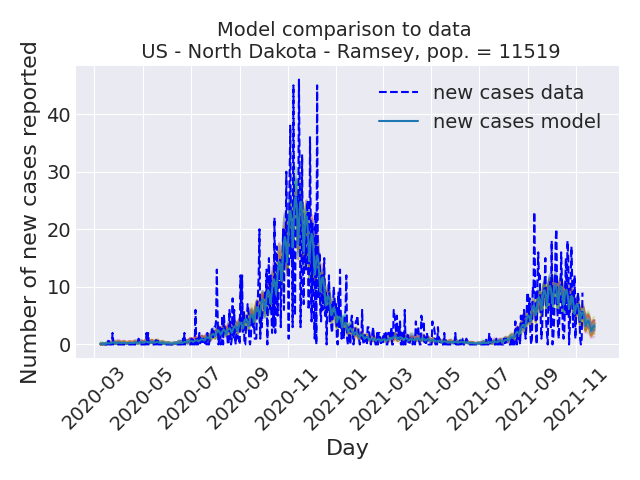 Model comparison to data
US - North Dakota - Ramsey, pop. = 11519
Number of new cases reported
40
30
20
10
0
new cases data
new cases model
2020-03
2020-05
2020-07
2020-09
2020-11
2021-01
2021-03
2021-05
2021-07
2021-09
2021-11
Day